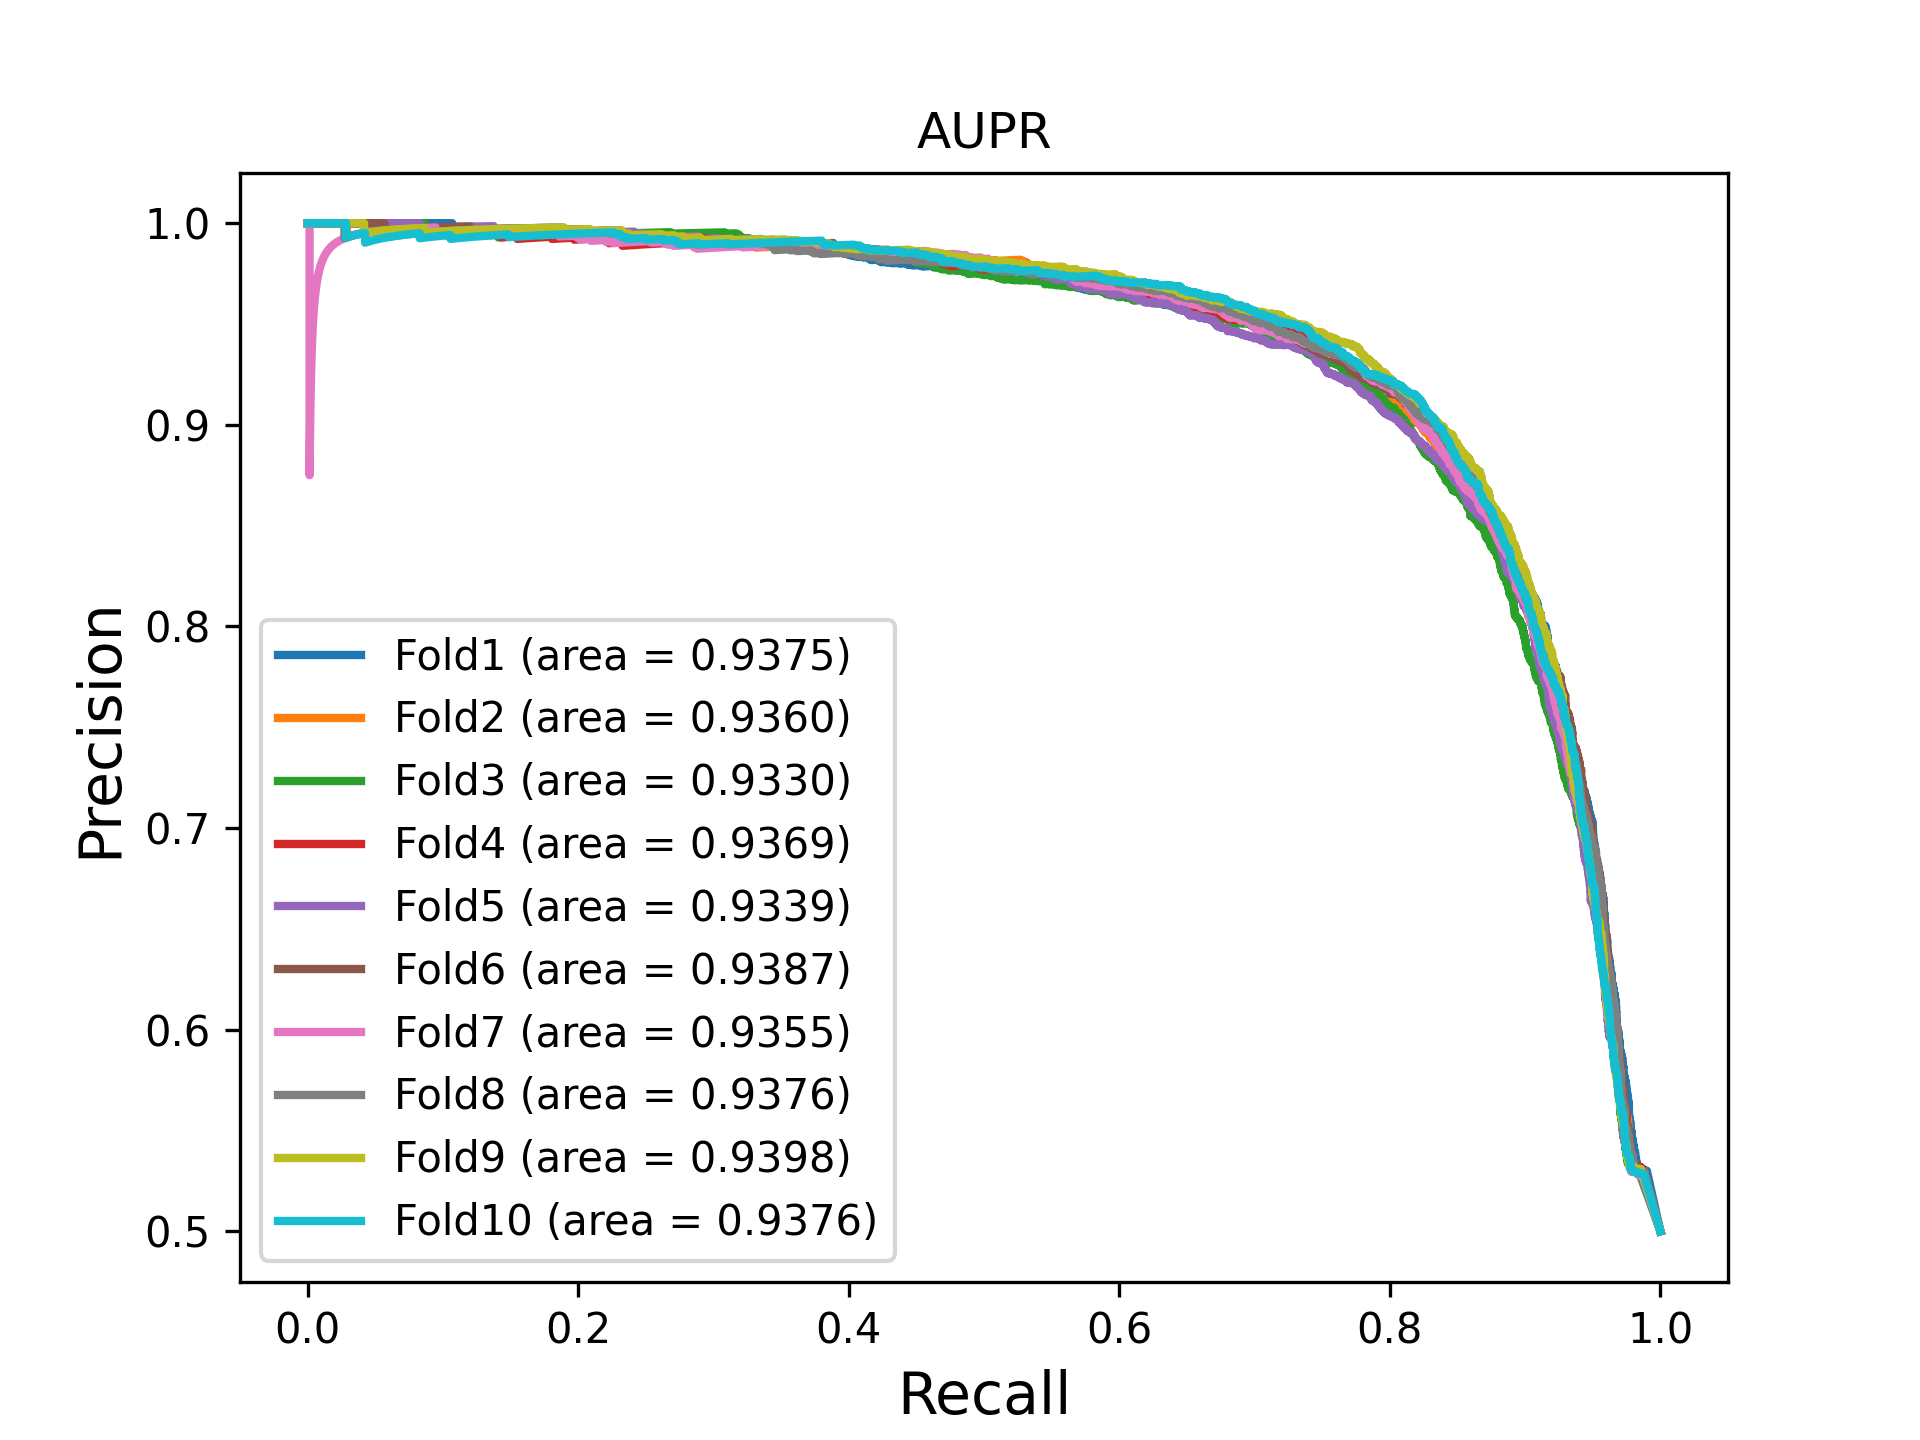 AUPR
Precision
1.0
0.9
0.8
0.7
0.6
0.5
Fold1 (area = 0.9375)
Fold2 (area = 0.9360)
Fold3 (area = 0.9330)
Fold4 (area = 0.9369)
Fold5 (area = 0.9339)
Fold6 (area = 0.9387)
Fold7 (area = 0.9355)
Fold8 (area = 0.9376)
Fold9 (area = 0.9398)
Fold10 (area = 0.9376)
0.0 0.2 0.4 0.6 0.8 1.0
Recall